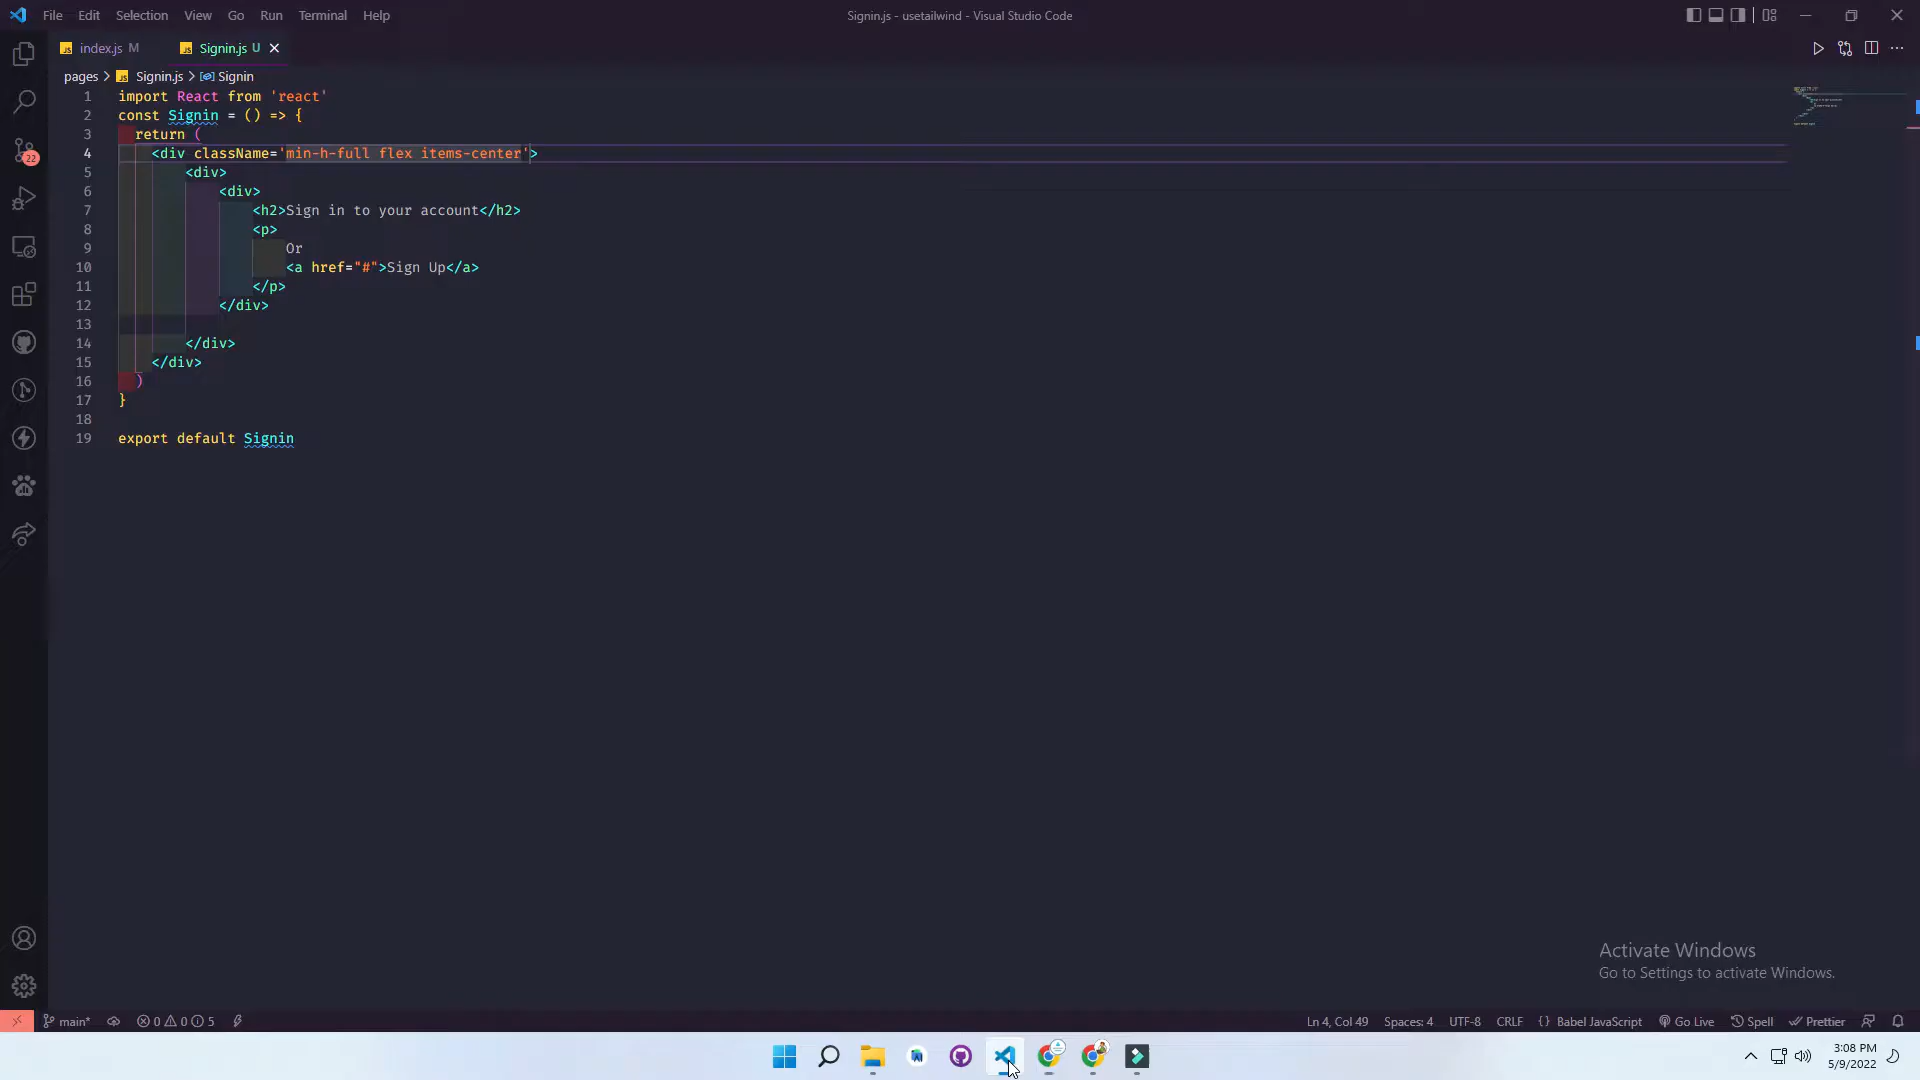 File Edit Selection View Go Run Terminal Help
Signin.js - usetailwind - Visual Studio Code
JS index.js M
JS Signin.js U
pages > JS Signin.js > Signin
1 import React from 'react'
2 const Signin = () => {
3 return (
4 <div className='min-h-full flex items-center'>
5 <div>
6 <div>
7 <h2>Sign in to your account</h2>
8 <p>
9 Or
10 <a href="#">Sign Up</a>
11 </p>
12 </div>
13
14 </div>
15 </div>
16 )
17 }
18
19 export default Signin
22
Activate Windows
Go to Settings to activate Windows.
main* 0 0 5
Ln 4, Col 49 Spaces: 4 UTF-8 CRLF {} Babel JavaScript Go Live Spell Prettier
3:08 PM
5/9/2022